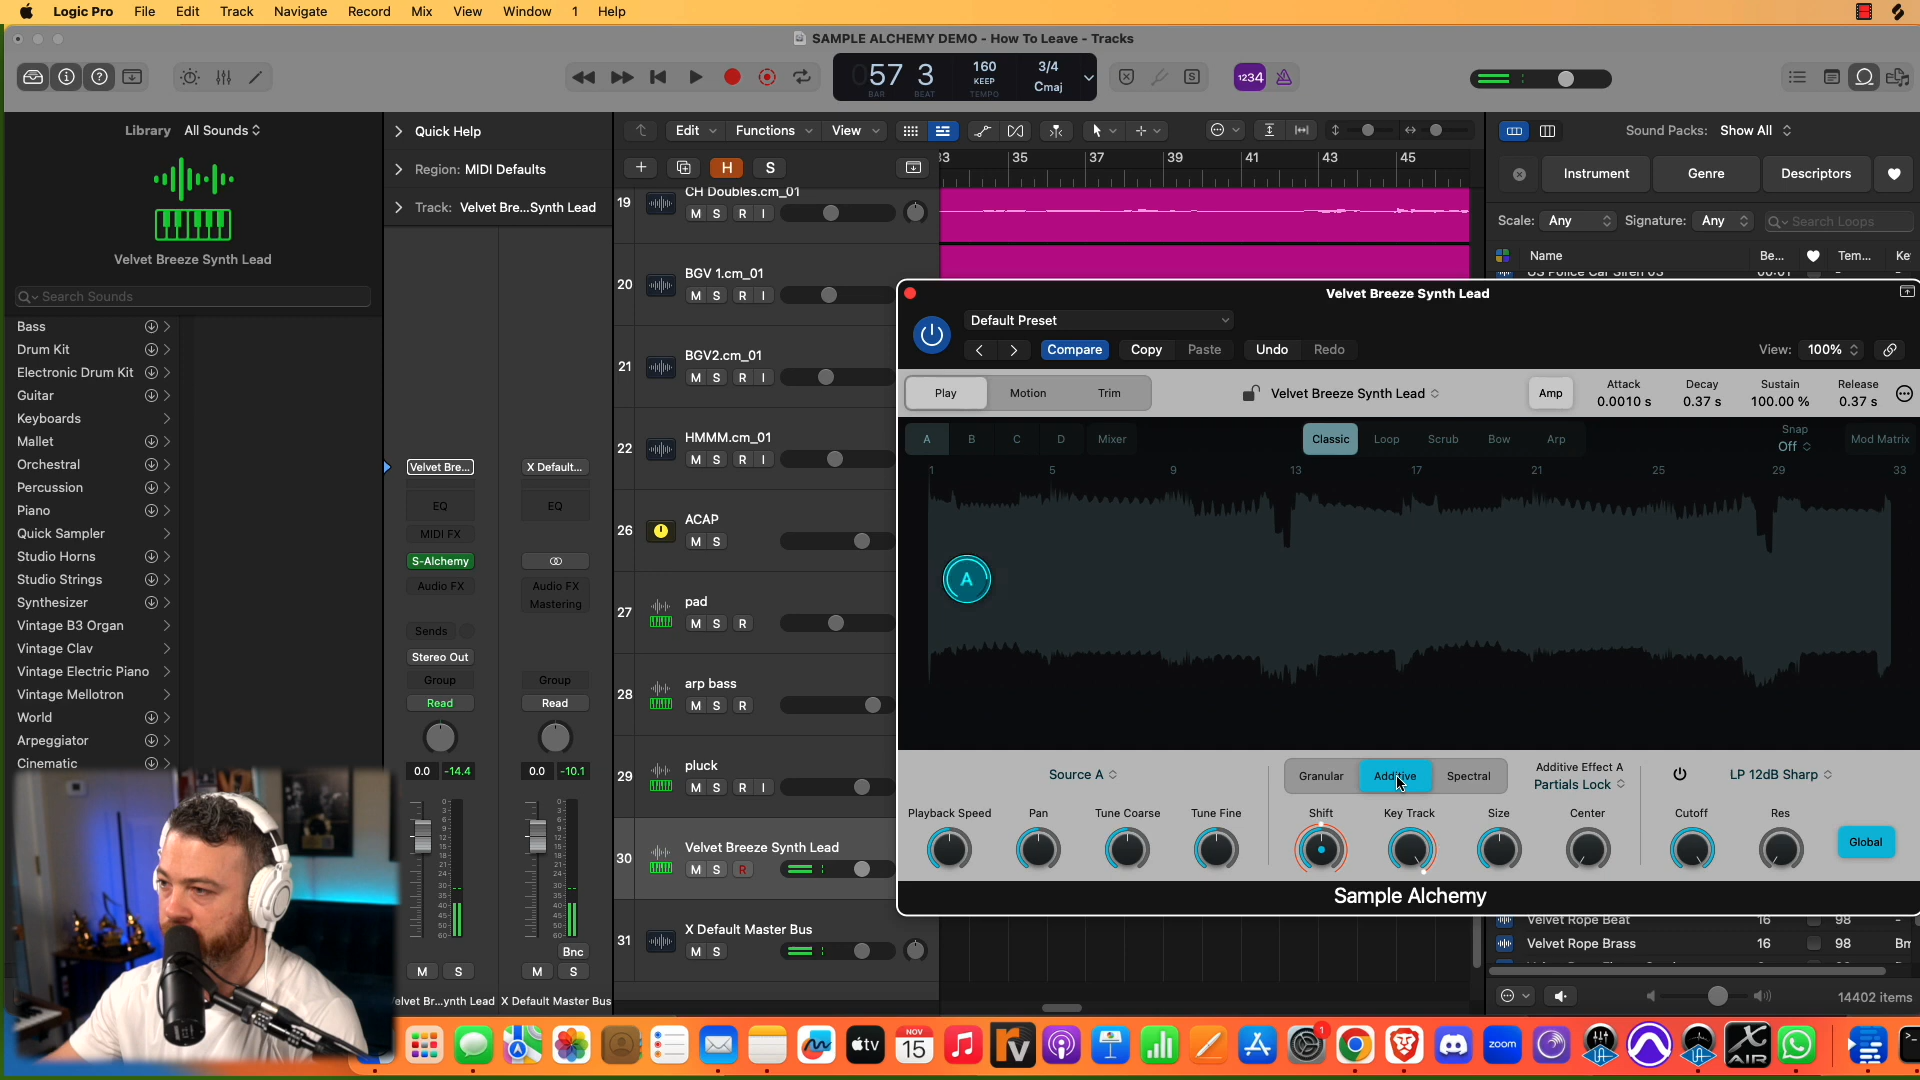 Logic Pro File Edit Track Navigate Record Mix View Window 1 Help
SAMPLE ALCHEMY DEMO - How To Leave - Tracks
057 3 160 KEEP TEMPO 3/4 Cmaj
BAR BEAT
1234
Library All Sounds
Velvet Breeze Synth Lead
Search Sounds
Bass
Drum Kit
Electronic Drum Kit
Guitar
Keyboards
Mallet
Orchestral
Percussion
Piano
Quick Sampler
Studio Horns
Studio Strings
Synthesizer
Vintage B3 Organ
Vintage Clav
Vintage Electric Piano
Vintage Mellotron
World
Arpeggiator
Cinematic
Quick Help
Region: MIDI Defaults
Track: Velvet Bre...Synth Lead
Velvet Bre... X Default...
EQ EQ
MIDI FX
S-Alchemy
Audio FX Audio FX
Mastering
Sends
Stereo Out
Group Group
Read Read
0.0 -14.4 0.0 -10.1
Bnc
M S M S
elvet Br...ynth Lead X Default Master Bus
Edit Functions View
H S
33 35 37 39 41 43 45
19 CH Doubles.cm_01
M S R I
20 BGV 1.cm_01
M S R I
21 BGV2.cm_01
M S R I
22 HMMM.cm_01
M S R I
26 ACAP
M S
27 pad
M S R
28 arp bass
M S R
29 pluck
M S R I
30 Velvet Breeze Synth Lead
M S R
31 X Default Master Bus
M S
Sound Packs: Show All
Instrument Genre Descriptors
Scale: Any Signature: Any Search Loops
Name Be... Tem... Ke
US Police Car Siren 03 00:01 -
Velvet Breeze Synth Lead
Default Preset
Compare Copy Paste Undo Redo View: 100%
Play Motion Trim Velvet Breeze Synth Lead Amp
Attack Decay Sustain Release
0.0010 s 0.37 s 100.00 % 0.37 s
A B C D Mixer Classic Loop Scrub Bow Arp Snap Off Mod Matrix
1 5 9 13 17 21 25 29 33
A
Source A Granular Additive Spectral Additive Effect A Partials Lock LP 12dB Sharp
Playback Speed Pan Tune Coarse Tune Fine Shift Key Track Size Center Cutoff Res
Global
Sample Alchemy
Velvet Rope Beat 16 98 -
Velvet Rope Brass 16 98 Bm
14402 items
tv NOV 15 zoom X AIR 1